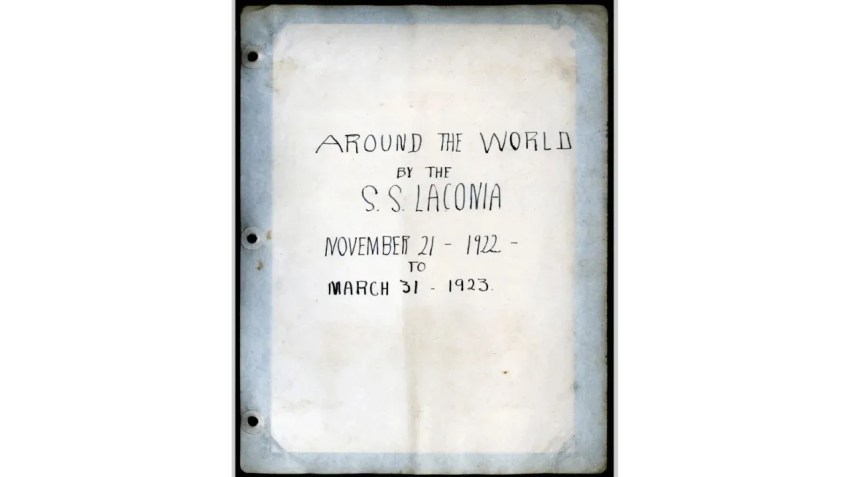 AROUND THE WORLD
BY THE
S. S. LACONIA
NOVEMBER 21 - 1922 -
TO
MARCH 31 - 1923.